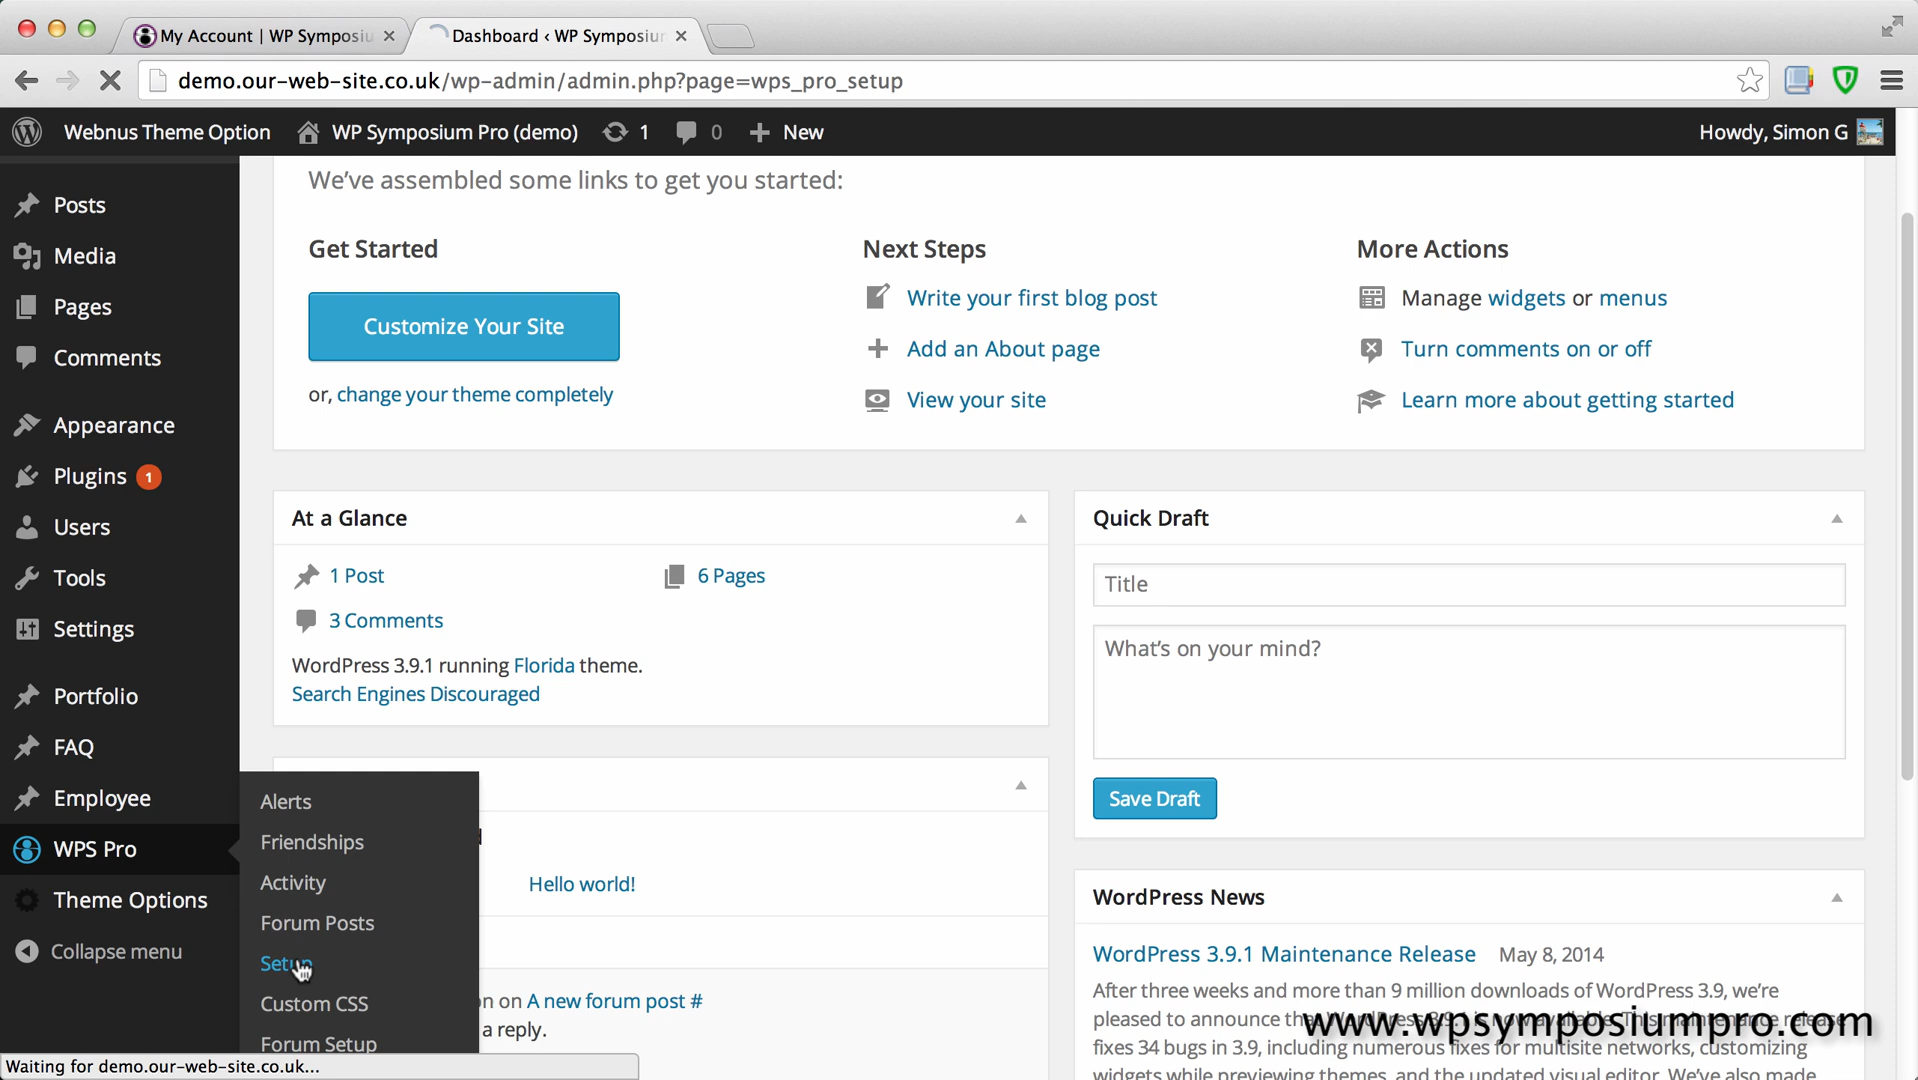 My Account | WP Symposiu
Dashboard ‹ WP Symposium
demo.our-web-site.co.uk/wp-admin/admin.php?page=wps_pro_setup
Webnus Theme Option
WP Symposium Pro (demo)
1
0
New
Howdy, Simon G
Posts
Media
Pages
Comments
Appearance
Plugins 1
Users
Tools
Settings
Portfolio
FAQ
Employee
WPS Pro
Theme Options
Collapse menu
Alerts
Friendships
Activity
Forum Posts
Setup
Custom CSS
Forum Setup
We've assembled some links to get you started:
Get Started
Customize Your Site
or, change your theme completely
Next Steps
Write your first blog post
Add an About page
View your site
More Actions
Manage widgets or menus
Turn comments on or off
Learn more about getting started
At a Glance
1 Post
6 Pages
3 Comments
WordPress 3.9.1 running Florida theme.
Search Engines Discouraged
Hello world!
on A new forum post #
a reply.
Quick Draft
Title
What's on your mind?
Save Draft
WordPress News
WordPress 3.9.1 Maintenance Release May 8, 2014
After three weeks and more than 9 million downloads of WordPress 3.9, we're
pleased to announce that WordPress 3.9.1 is now available. This maintenance release
fixes 34 bugs in 3.9, including numerous fixes for multisite networks, customizing
widgets while previewing themes, and the updated visual editor. We've also made
www.wpsymposiumpro.com
Waiting for demo.our-web-site.co.uk...